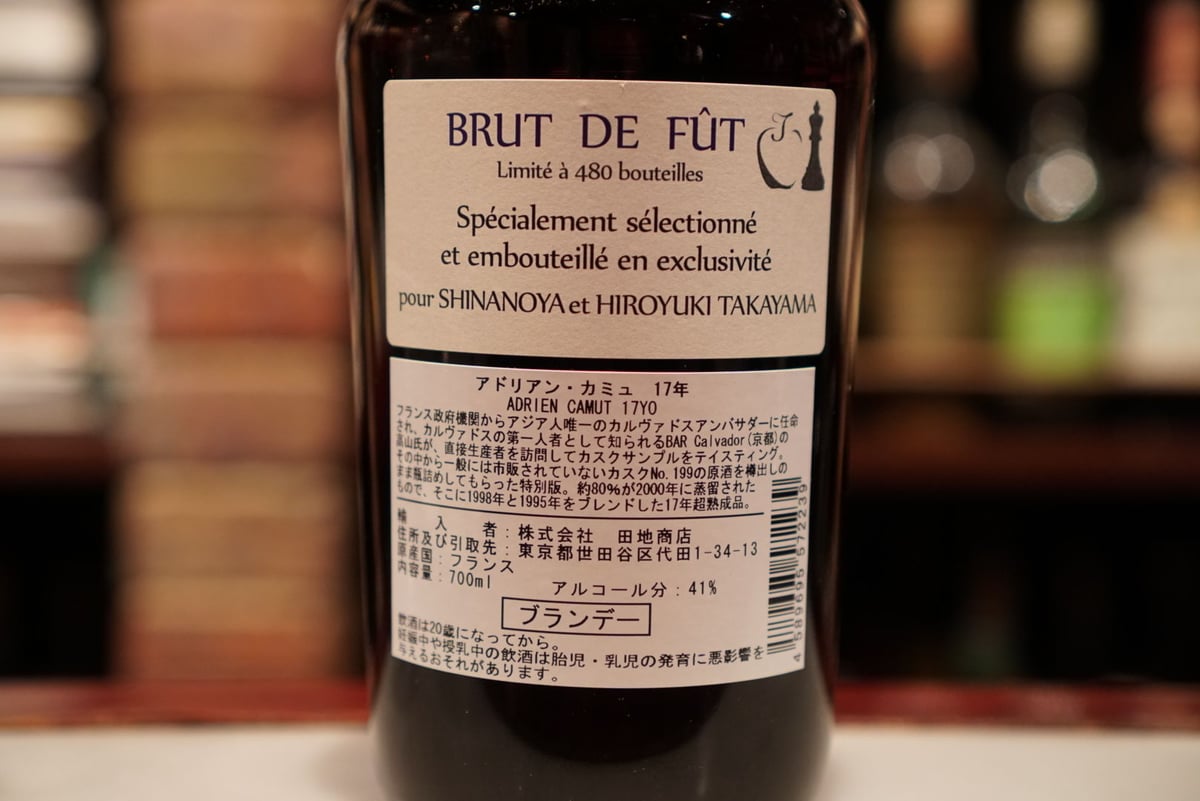 BRUT DE FÛT
Limité à 480 bouteilles
Spécialement sélectionné
et embouteillé en exclusivité
pour SHINANOYA et HIROYUKI TAKAYAMA
アドリアン・カミュ 17年
ADRIEN CAMUT 17YO
フランス政府機関からアジア人唯一のカルヴァドスアンバサダーに任命
され、カルヴァドスの第一人者として知られるBAR Calvador(京都)の
高山氏が、直接生産者を訪問してカスクサンプルをテイスティング。
その中から一般には市販されていないカスクNo.199の原酒を樽出しの
まま瓶詰めしてもらった特別版。約80%が2000年に蒸留された
もので、そこに1998年と1995年をブレンドした17年超熟成品。
輸入者:株式会社 田地商店
住所及び引取先:東京都世田谷区代田1-34-13
原産国:フランス
内容量:700ml
アルコール分:41%
ブランデー
飲酒は20歳になってから。
妊娠中や授乳中の飲酒は胎児・乳児の発育に悪影響を
与えるおそれがあります。
4589695572239